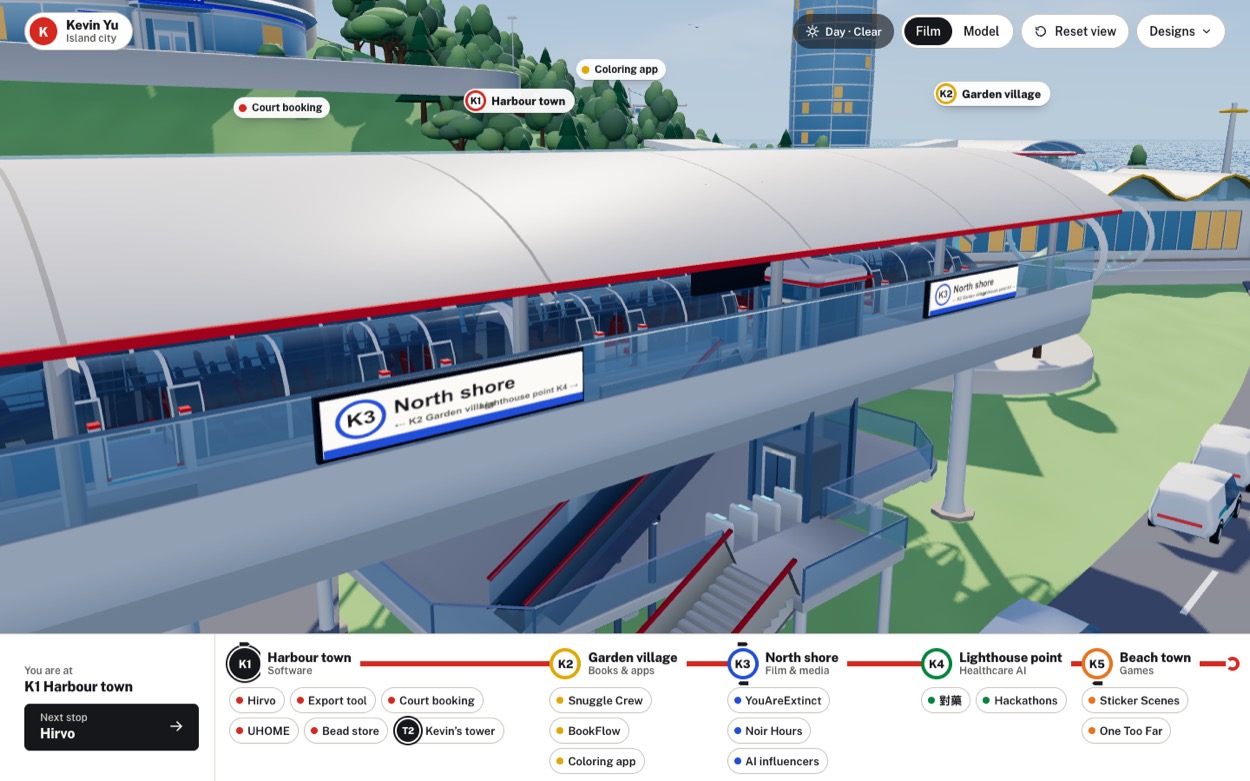 K
Kevin Yu
Island city
Day · Clear
Film
Model
Reset view
Designs
Coloring app
K1 Harbour town
Court booking
K2 Garden village
K3 North shore
K3
North shore
← K2 Garden
point K4 →
You are at
K1 Harbour town
Next stop
Hirvo
K1 Harbour town
Software
K2 Garden village
Books & apps
K3 North shore
Film & media
K4 Lighthouse point
Healthcare AI
K5 Beach town
Games
Hirvo
Export tool
Court booking
UHOME
Bead store
T2 Kevin's tower
Snuggle Crew
BookFlow
Coloring app
YouAreExtinct
Noir Hours
AI influencers
對藥
Hackathons
Sticker Scenes
One Too Far